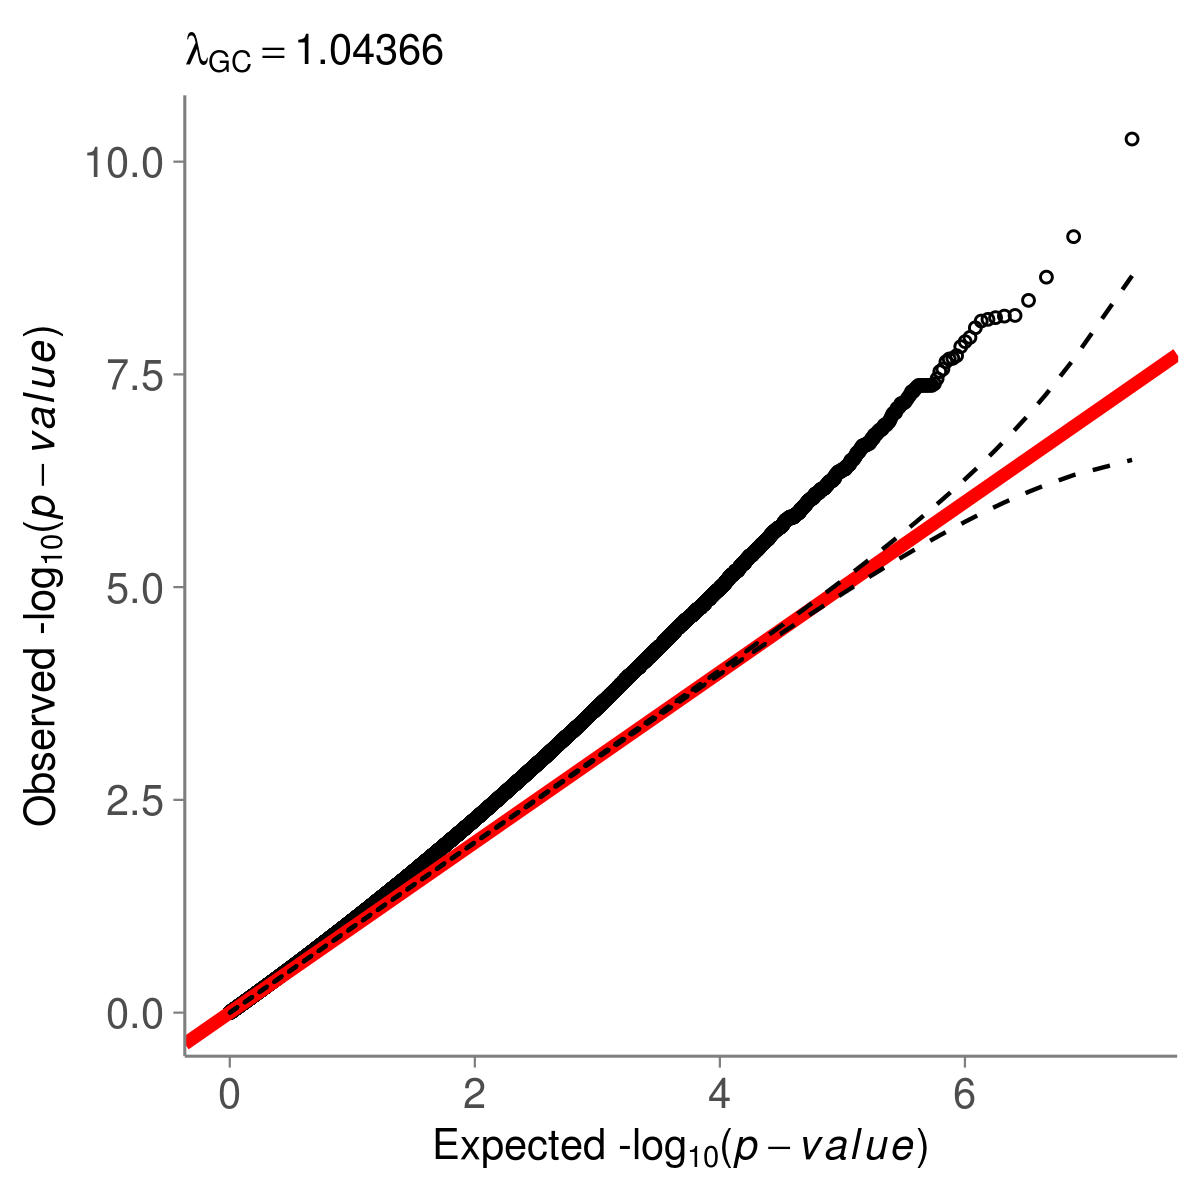 λGC = 1.04366
Observed -log10(p − value)
10.0
7.5
5.0
2.5
0.0
0 2 4 6
Expected -log10(p − value)